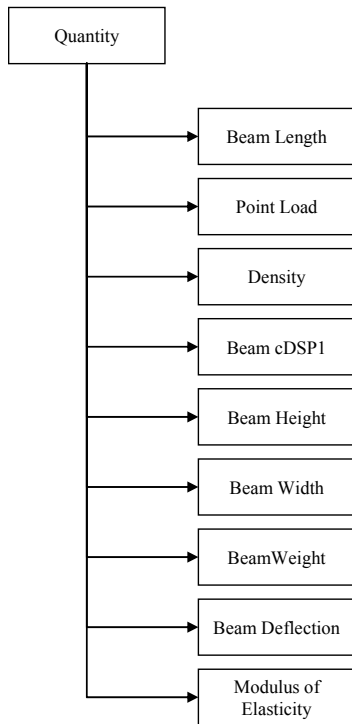 Quantity
Beam Length
Point Load
Density
Beam cDSP1
Beam Height
Beam Width
BeamWeight
Beam Deflection
Modulus of
Elasticity